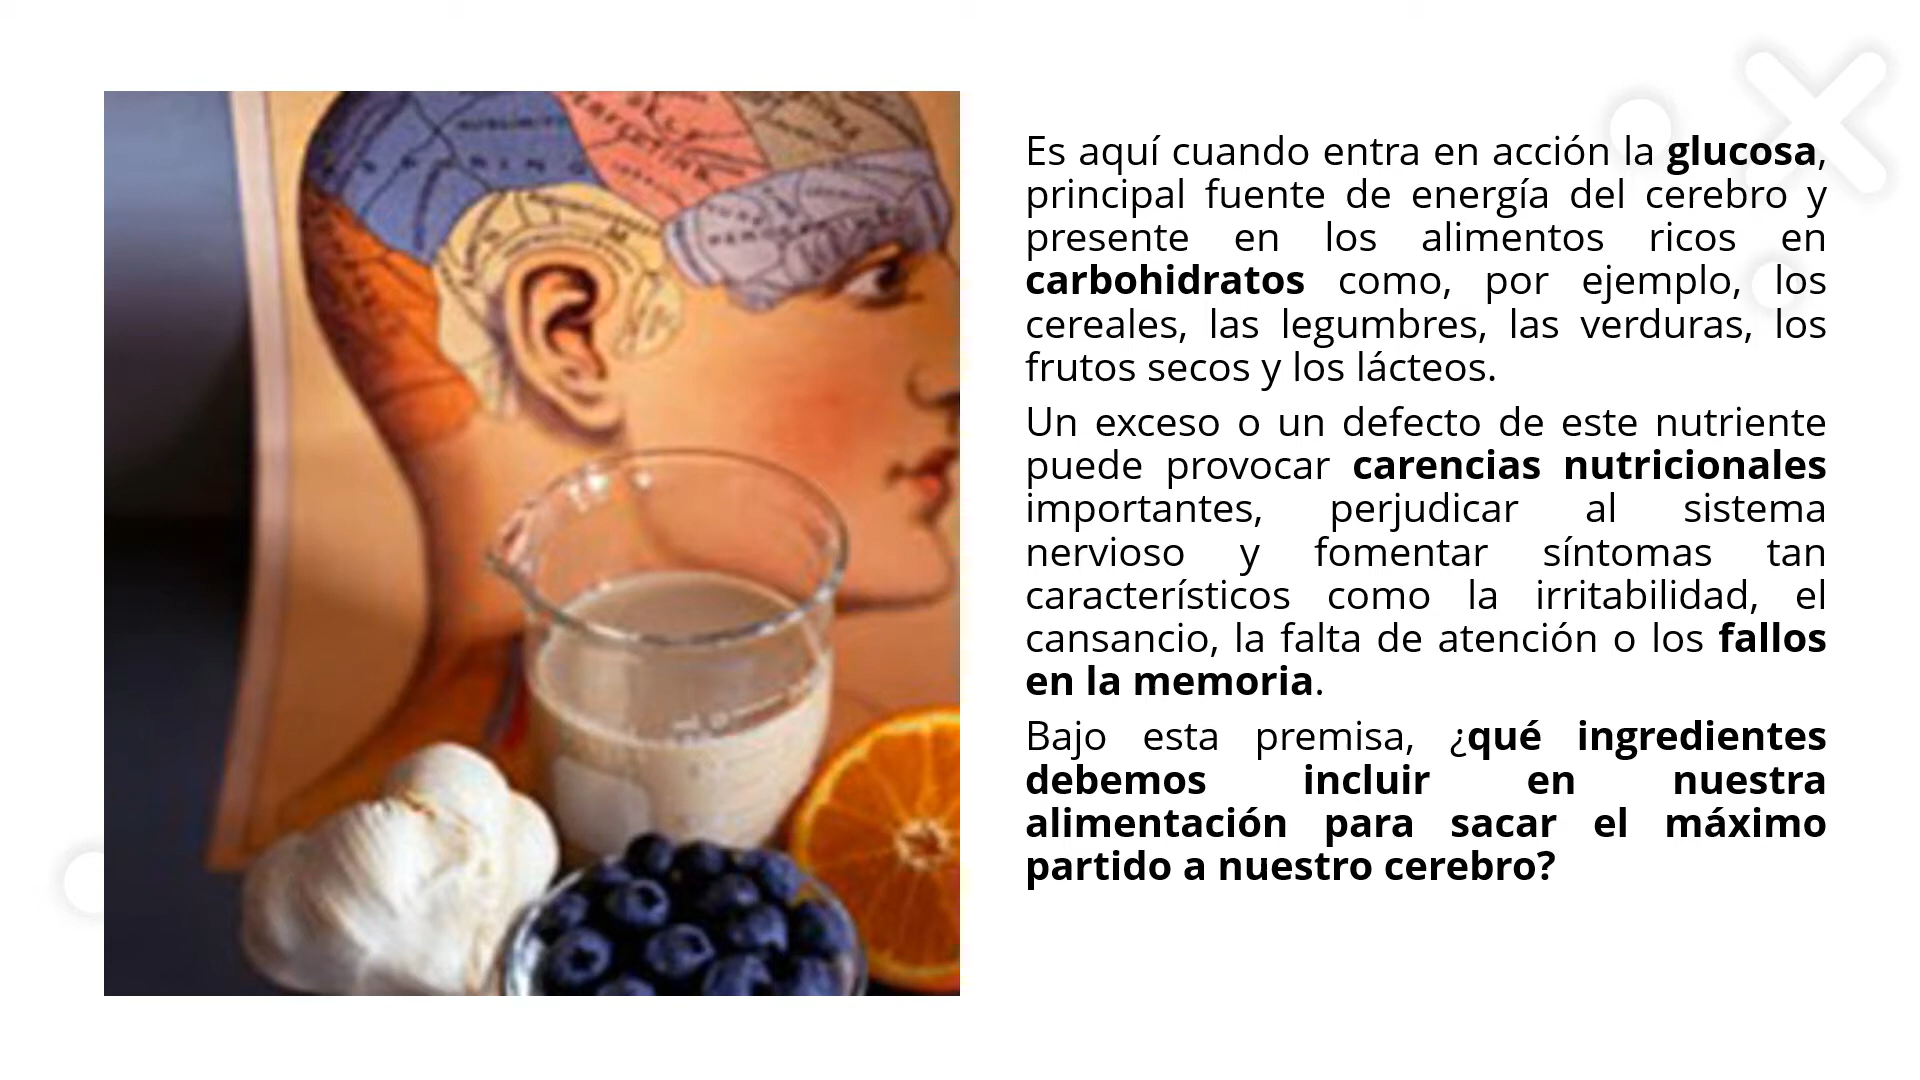 Es aquí cuando entra en acción la glucosa,
principal fuente de energía del cerebro y
presente en los alimentos ricos en
carbohidratos como, por ejemplo, los
cereales, las legumbres, las verduras, los
frutos secos y los lácteos.
Un exceso o un defecto de este nutriente
puede provocar carencias nutricionales
importantes, perjudicar al sistema
nervioso y fomentar síntomas tan
característicos como la irritabilidad, el
cansancio, la falta de atención o los fallos
en la memoria.
Bajo esta premisa, ¿qué ingredientes
debemos incluir en nuestra
alimentación para sacar el máximo
partido a nuestro cerebro?